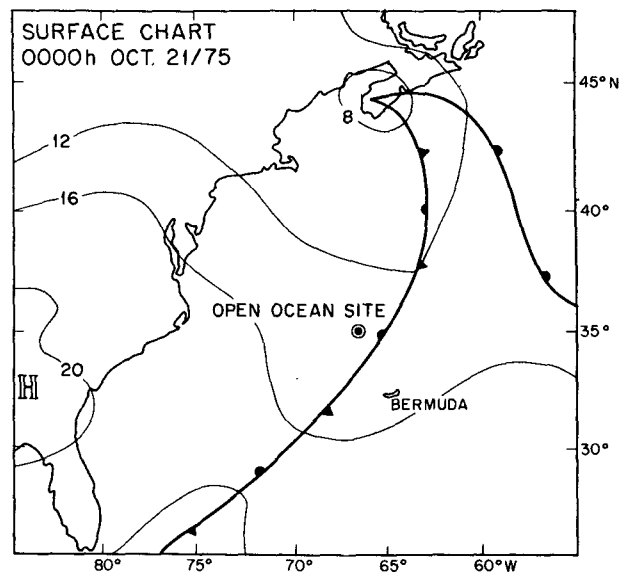 SURFACE CHART
0000h OCT. 21/75
45°N
8
12
16
40°
OPEN OCEAN SITE
35°
20
H
BERMUDA
30°
80°
75°
70°
65°
60°W